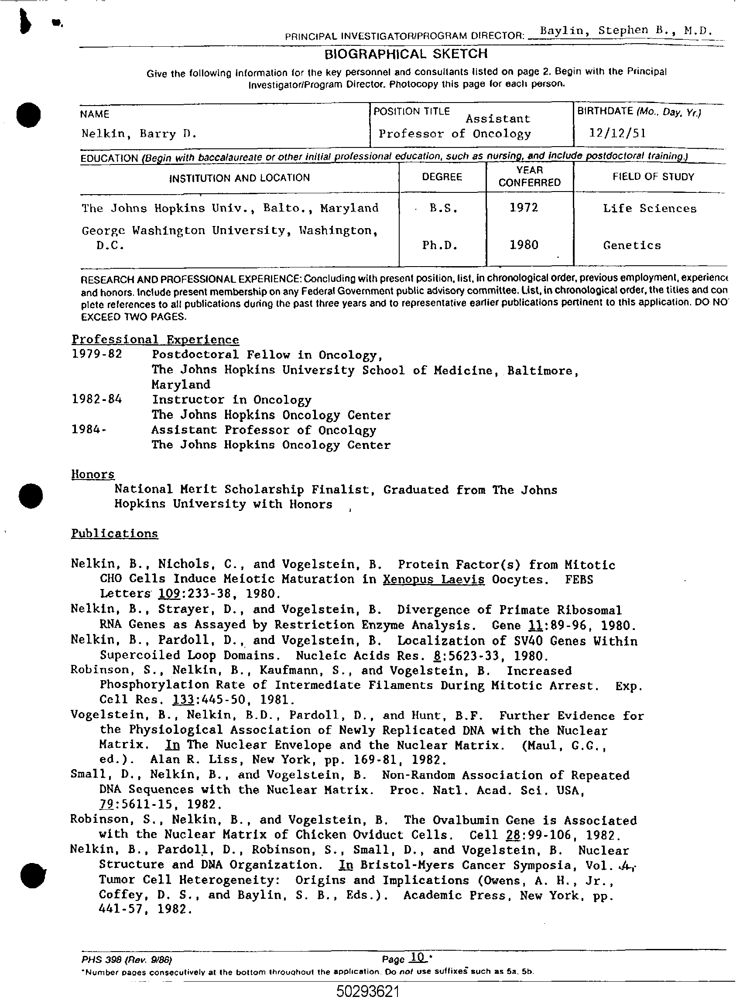 PRINCIPAL INVESTIGATOR/PROGRAM DIRECTOR: Baylin, Stephen B., M.D.
BIOGRAPHICAL SKETCH
Give the following information for the key personnel and consultants listed on page 2. Begin with the Principal
Investigator/Program Director. Photocopy this page for each person.
NAME POSITION TITLE BIRTHDATE (Mo., Day, Yr.)
Assistant
Nelkin, Barry D. Professor of Oncology 12/12/51
EDUCATION (Begin with baccalaureate or other initial professional education, such as nursing, and include postdoctoral training.)
INSTITUTION AND LOCATION DEGREE YEAR CONFERRED FIELD OF STUDY
The Johns Hopkins Univ., Balto., Maryland B.S. 1972 Life Sciences
George Washington University, Washington,
D.C. Ph.D. 1980 Genetics
RESEARCH AND PROFESSIONAL EXPERIENCE: Concluding with present position, list, in chronological order, previous employment, experience
and honors. Include present membership on any Federal Government public advisory committee. List, in chronological order, the titles and con
plete references to all publications during the past three years and to representative earlier publications pertinent to this application. DO NO
EXCEED TWO PAGES.
Professional Experience
1979-82 Postdoctoral Fellow in Oncology,
The Johns Hopkins University School of Medicine, Baltimore,
Maryland
1982-84 Instructor in Oncology
The Johns Hopkins Oncology Center
1984- Assistant Professor of Oncology
The Johns Hopkins Oncology Center
Honors
National Merit Scholarship Finalist, Graduated from The Johns
Hopkins University with Honors
Publications
Nelkin, B., Nichols, C., and Vogelstein, B. Protein Factor(s) from Mitotic
CHO Cells Induce Meiotic Maturation in Xenopus Laevis Oocytes. FEBS
Letters 109:233-38, 1980.
Nelkin, B., Strayer, D., and Vogelstein, B. Divergence of Primate Ribosomal
RNA Genes as Assayed by Restriction Enzyme Analysis. Gene 11:89-96, 1980.
Nelkin, B., Pardoll, D., and Vogelstein, B. Localization of SV40 Genes Within
Supercoiled Loop Domains. Nucleic Acids Res. 8:5623-33, 1980.
Robinson, S., Nelkin, B., Kaufmann, S., and Vogelstein, B. Increased
Phosphorylation Rate of Intermediate Filaments During Mitotic Arrest. Exp.
Cell Res. 133:445-50, 1981.
Vogelstein, B., Nelkin, B.D., Pardoll, D., and Hunt, B.F. Further Evidence for
the Physiological Association of Newly Replicated DNA with the Nuclear
Matrix. In The Nuclear Envelope and the Nuclear Matrix. (Maul, G.G.,
ed.). Alan R. Liss, New York, pp. 169-81, 1982.
Small, D., Nelkin, B., and Vogelstein, B. Non-Random Association of Repeated
DNA Sequences with the Nuclear Matrix. Proc. Natl. Acad. Sci. USA,
79:5611-15, 1982.
Robinson, S., Nelkin, B., and Vogelstein, B. The Ovalbumin Gene is Associated
with the Nuclear Matrix of Chicken Oviduct Cells. Cell 28:99-106, 1982.
Nelkin, B., Pardoll, D., Robinson, S., Small, D., and Vogelstein, B. Nuclear
Structure and DNA Organization. In Bristol-Myers Cancer Symposia, Vol. 4,
Tumor Cell Heterogeneity: Origins and Implications (Owens, A. H., Jr.,
Coffey, D. S., and Baylin, S. B., Eds.). Academic Press, New York, pp.
441-57, 1982.
PHS 398 (Rev. 9/86) Page 10 *
*Number pages consecutively at the bottom throughout the application. Do not use suffixes such as 5a, 5b.
50293621